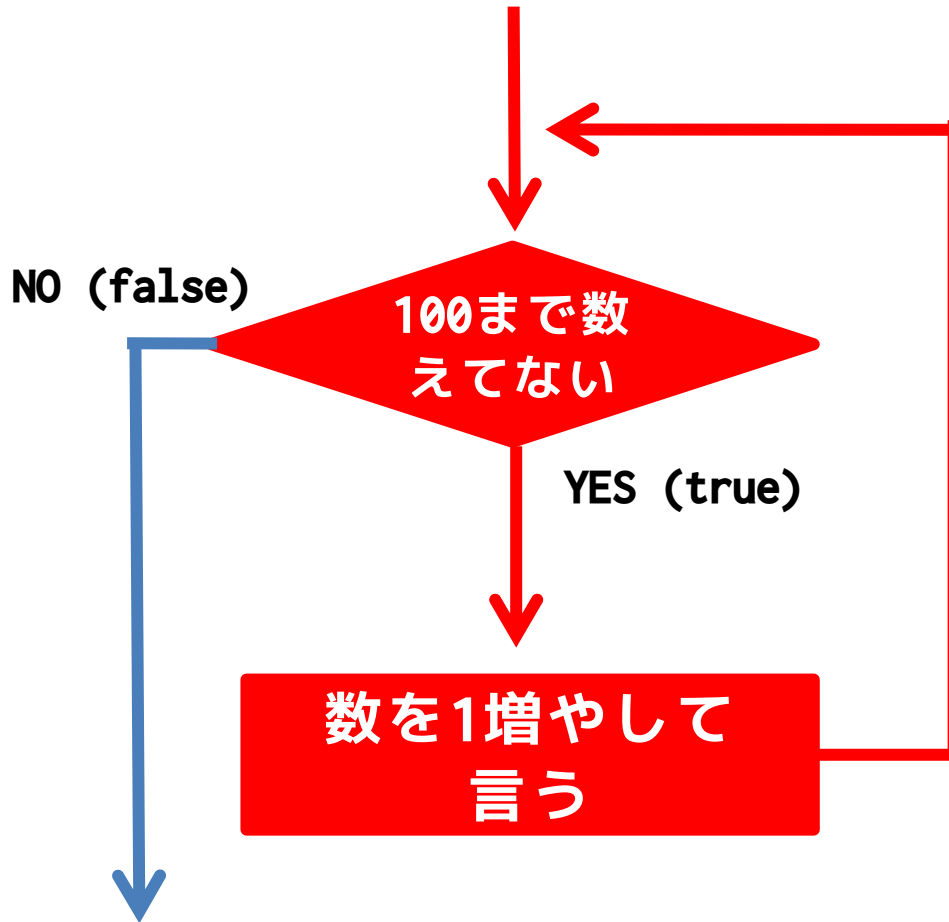 NO (false)
100まで数
えてない
YES (true)
数を1増やして
言う